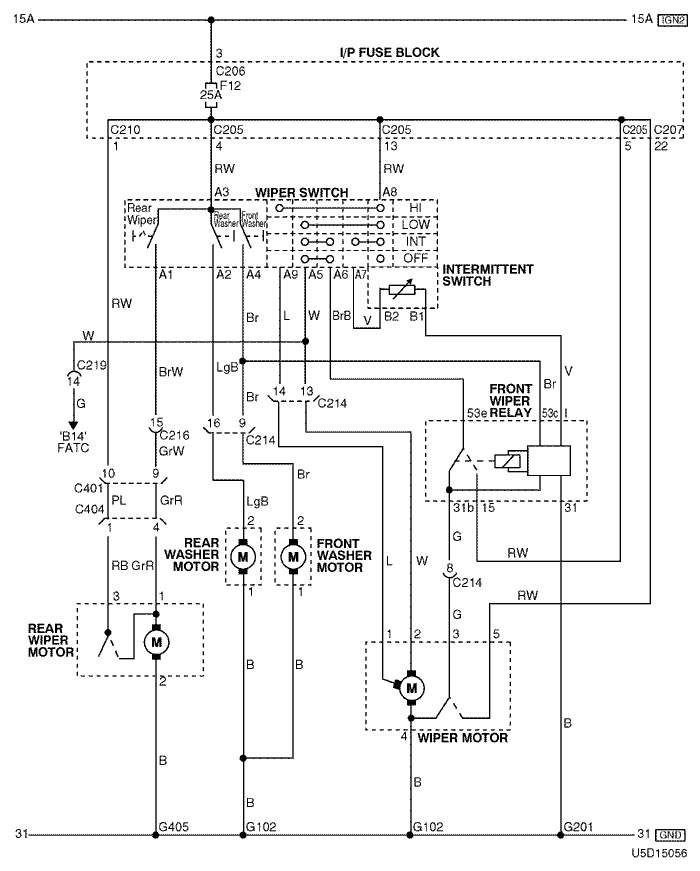 15A 15A IGN2
3 I/P FUSE BLOCK
C206
F12
25A
C210 C205 C205 C205 C207
1 4 13 5 22
RW RW
A3 WIPER SWITCH A8
Rear Wiper
Rear Washer
Front Washer
HI
LOW
INT
OFF
A1 A2 A4 A9 A5 A6 A7
INTERMITTENT
SWITCH
B2 B1
RW Br L W BrB V
W
C219
14
BrW
LgB
Br
Br
V
G
'B14'
FATC
14 13
C214
FRONT
WIPER
RELAY
15
C216
GrW
16 9
C214
53e 53c I
10 9
C401
Br
PL GrR
C404
1 4
LgB
31b 15 31
REAR
WASHER
MOTOR
2
M
1
2
M
1
FRONT
WASHER
MOTOR
G
RW
RB GrR
L W
8
C214
RW
3 1
G
REAR
WIPER
MOTOR
M
2
B B
1 2 3 5
M
4 WIPER MOTOR
B
B
B
B
G405 G102 G102 G201
31 31 GND
U5D15056